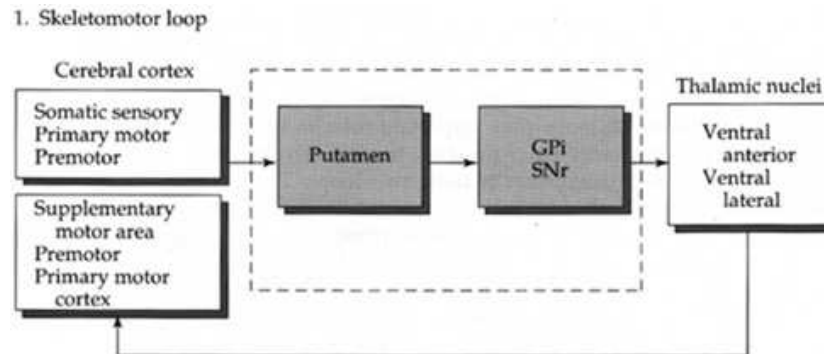 1. Skeletomotor loop
Cerebral cortex
Somatic sensory
Primary motor
Premotor
Supplementary
motor area
Premotor
Primary motor
cortex
Putamen
GPi
SNr
Thalamic nuclei
Ventral
anterior
Ventral
lateral